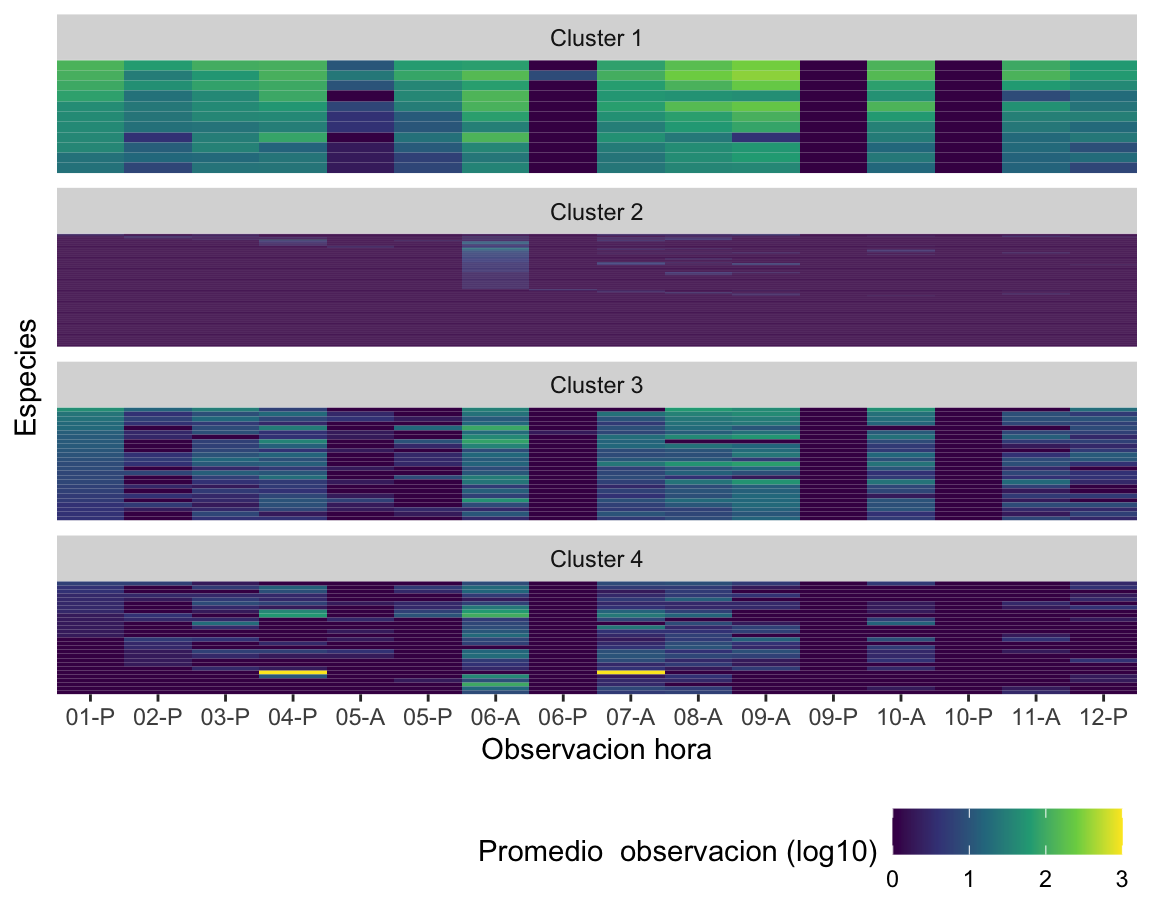 Cluster 1
Cluster 2
Cluster 3
Cluster 4
Especies
01-P 02-P 03-P 04-P 05-A 05-P 06-A 06-P 07-A 08-A 09-A 09-P 10-A 10-P 11-A 12-P
Observacion hora
Promedio  observacion (log10)
0 1 2 3